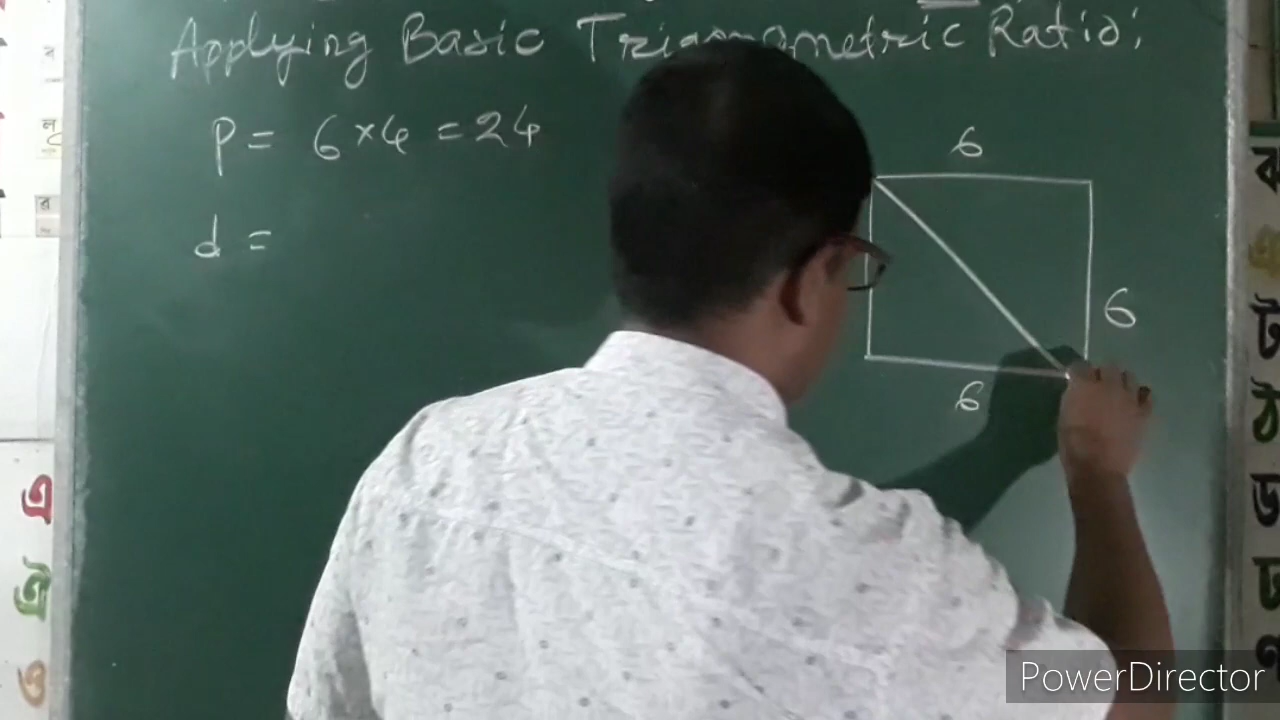 Applying Basic Trigonometric Ratio:
P = 6×4 = 24
6
d =
6
6
ল
র
ট
ঠ
ড
ঢ
এ
ঐ
ও
PowerDirector